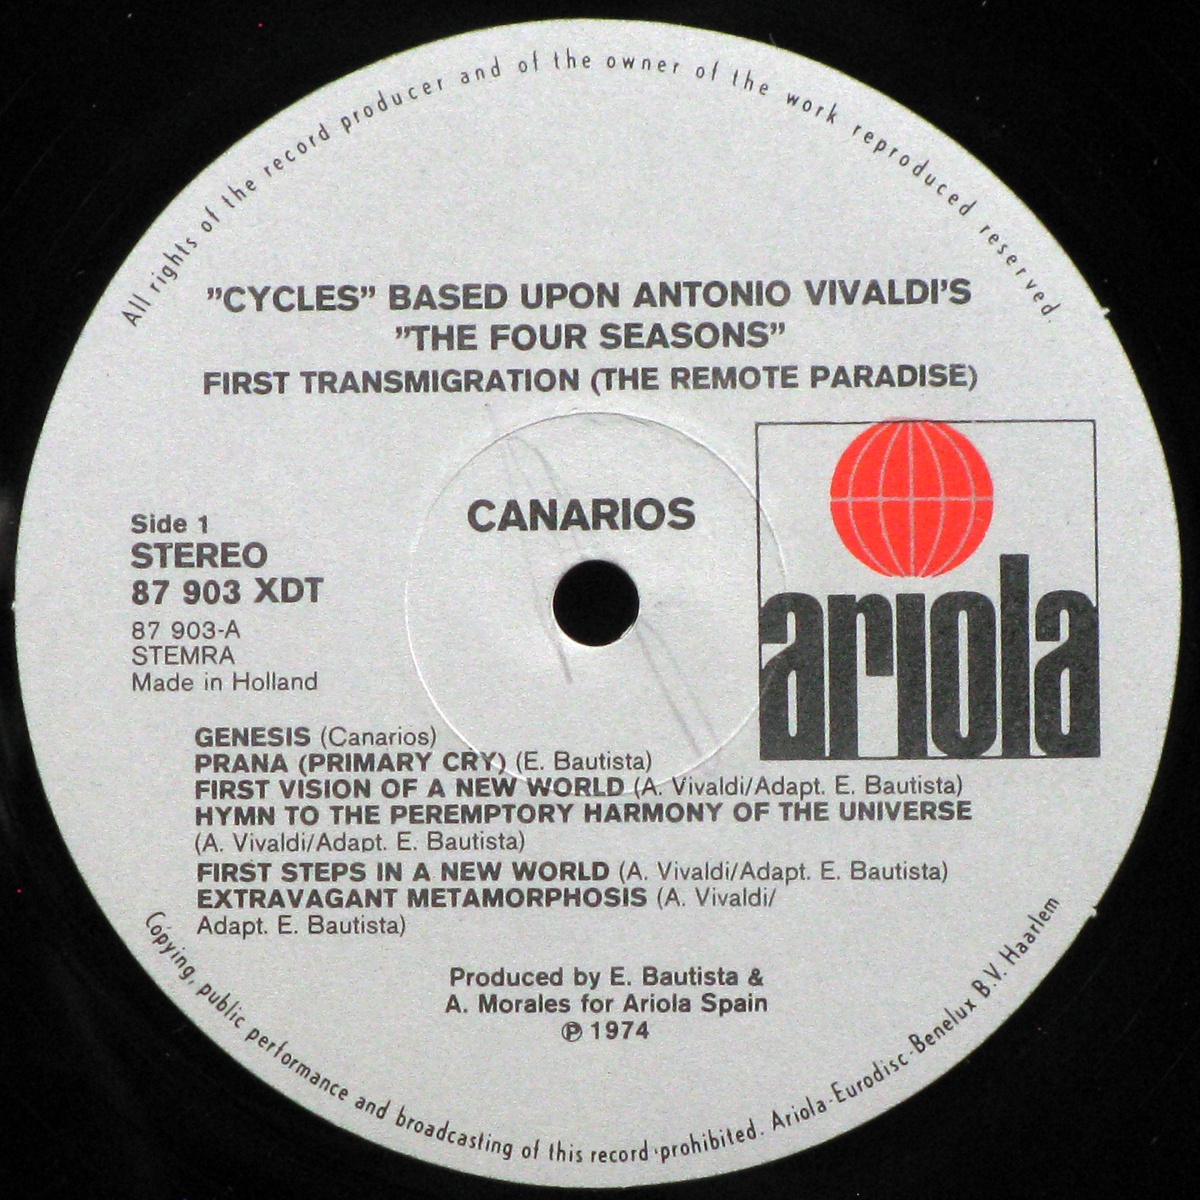 All rights of the record producer and of the owner of the work reproduced reserved.
"CYCLES" BASED UPON ANTONIO VIVALDI'S
"THE FOUR SEASONS"
FIRST TRANSMIGRATION (THE REMOTE PARADISE)
CANARIOS
Side 1
STEREO
87 903 XDT
87 903-A
STEMRA
Made in Holland
ariola
GENESIS (Canarios)
PRANA (PRIMARY CRY) (E. Bautista)
FIRST VISION OF A NEW WORLD (A. Vivaldi/Adapt. E. Bautista)
HYMN TO THE PEREMPTORY HARMONY OF THE UNIVERSE
(A. Vivaldi/Adapt. E. Bautista)
FIRST STEPS IN A NEW WORLD (A. Vivaldi/Adapt. E. Bautista)
EXTRAVAGANT METAMORPHOSIS (A. Vivaldi/
Adapt. E. Bautista)
Produced by E. Bautista &
A. Morales for Ariola Spain
℗ 1974
Copying, public performance and broadcasting of this record prohibited. Ariola-Eurodisc-Benelux B.V. Haarlem